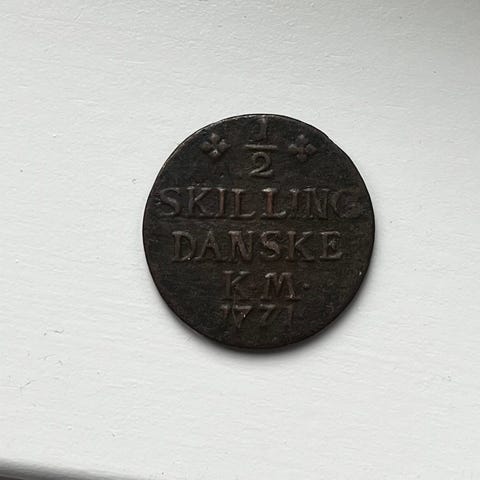 1/2
SKILLING
DANSKE
K·M·
1771